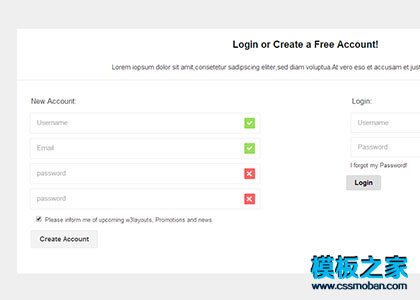 Login or Create a Free Account!
Lorem iopsum dolor sit amit,consetetur sadipscing eliter,sed diam voluptua.At vero eso et accusam et just
New Account:
Username
Email
password
password
Please inform me of upcoming w3layouts, Promotions and news.
Create Account
Login:
Username
Password
I forgot my Password!
Login
模板之家
www.cssmoban.com